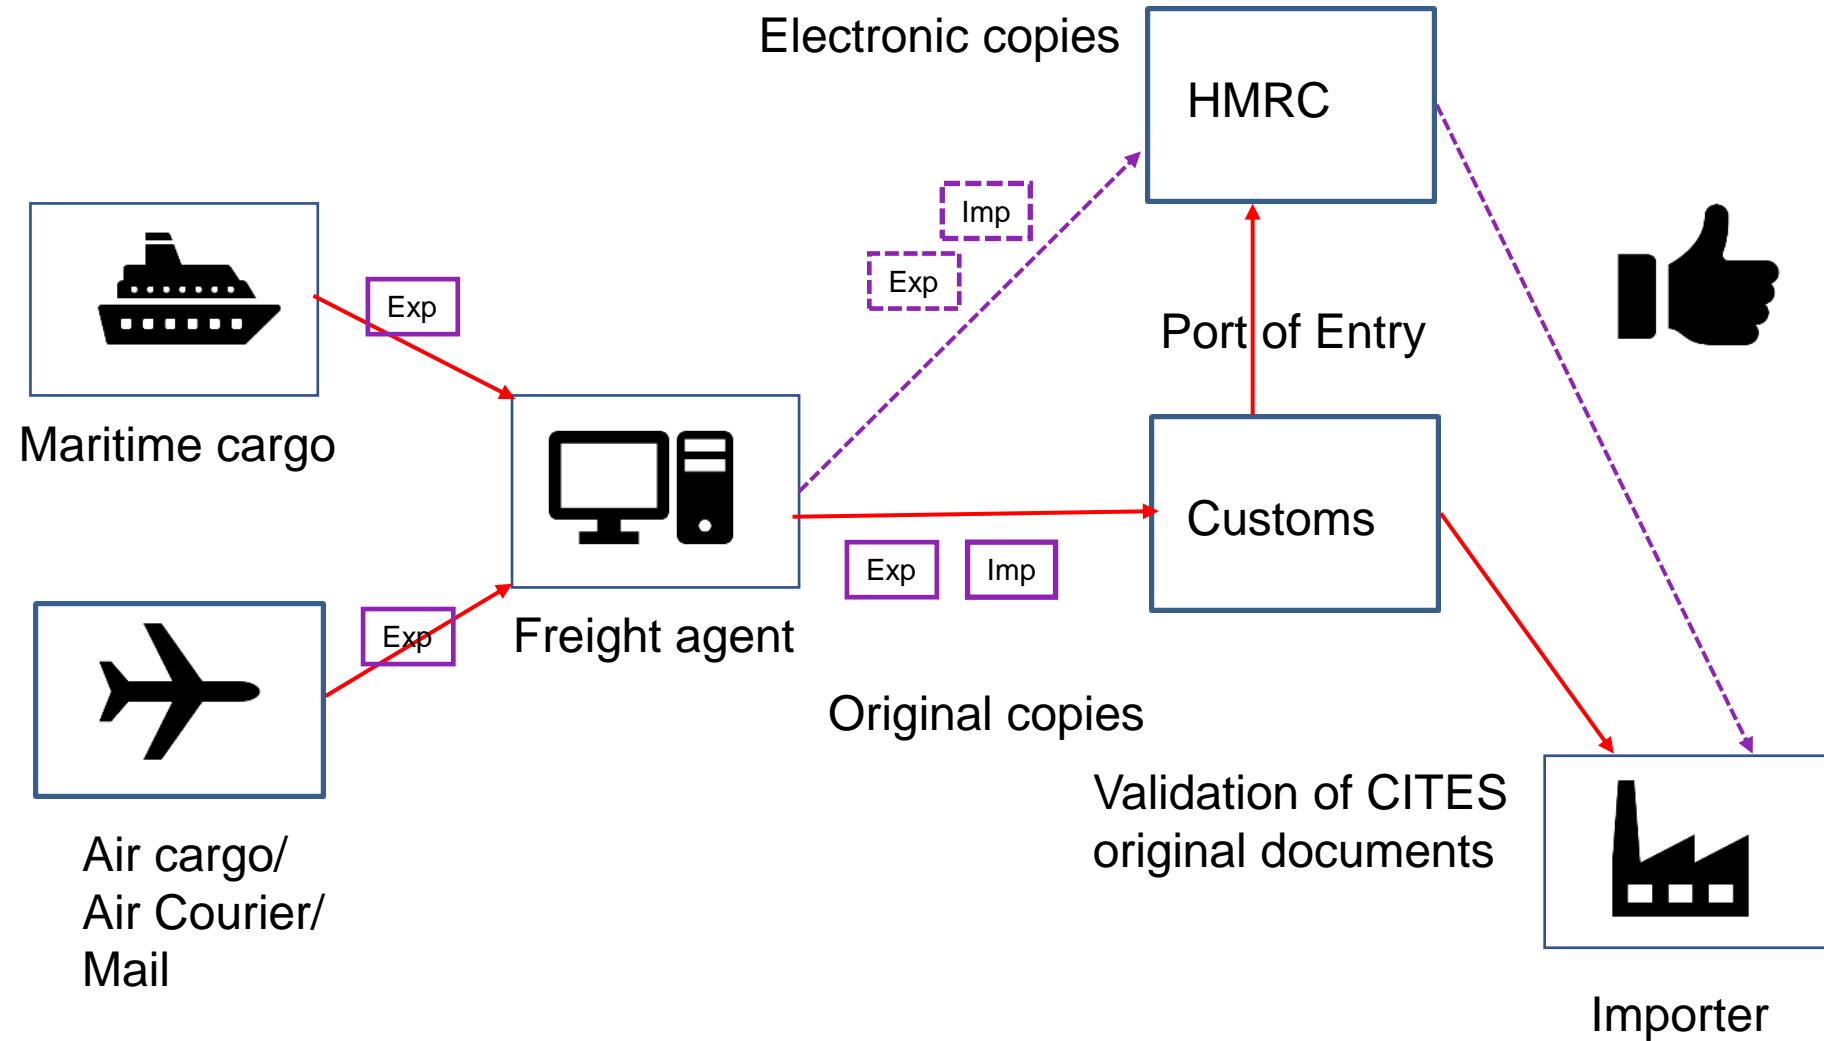 Electronic copies
HMRC
Imp
Exp
Exp
Port of Entry
Maritime cargo
Customs
Exp
Imp
Exp
Freight agent
Original copies
Validation of CITES
original documents
Air cargo/
Air Courier/
Mail
Importer